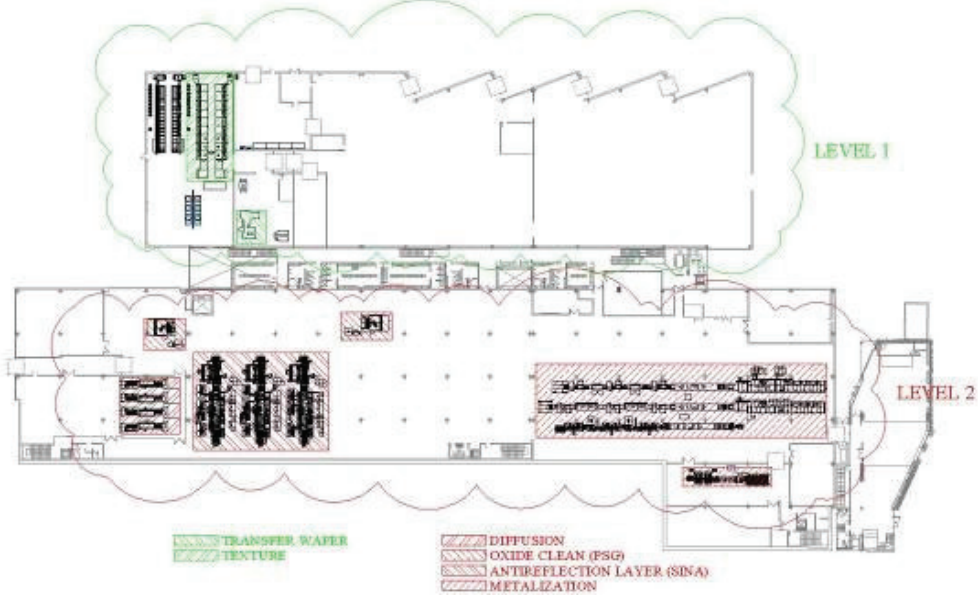 LEVEL 1
LEVEL 2
TRANSFER WAFER
TEXTURE
DIFFUSION
OXIDE CLEAN (PSG)
ANTIREFLECTION LAYER (SINA)
METALIZATION